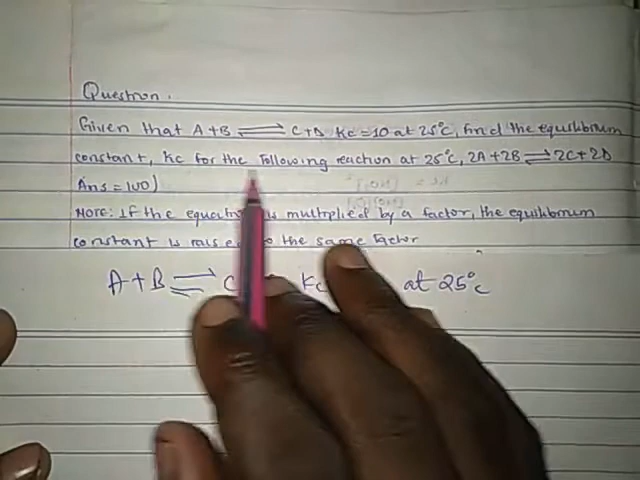 Question.
Given that A+B ⇌ C+D Kc=10 at 25°C, find the equilibrium
constant, Kc for the following reaction at 25°C, 2A+2B ⇌ 2C+2D
Ans = 100)
NOTE: If the equation is multiplied by a factor, the equilibrium
constant is raised to the same factor
A+B ⇌ C Kc at 25°C